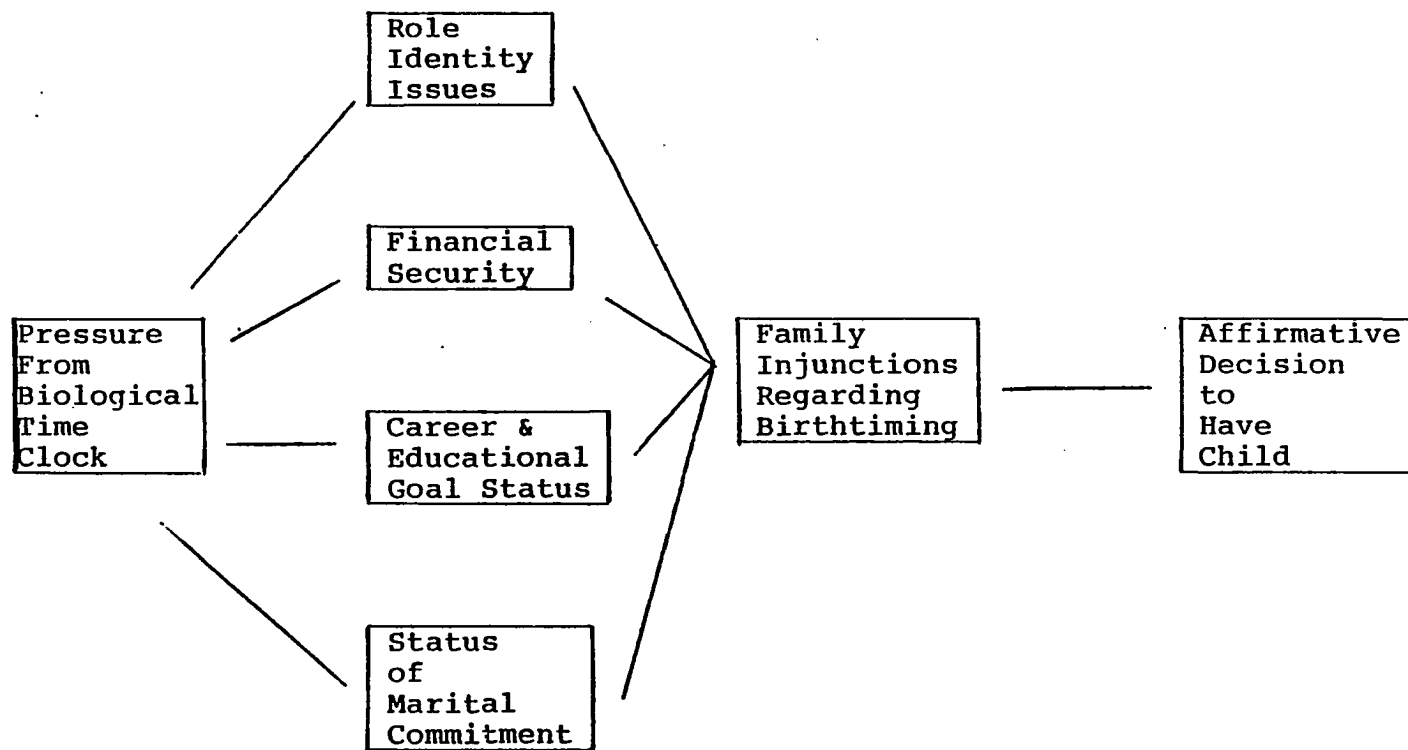 Role
Identity
Issues
Financial
Security
Pressure
From
Biological
Time
Clock
Career &
Educational
Goal Status
Status
of
Marital
Commitment
Family
Injunctions
Regarding
Birthtiming
Affirmative
Decision
to
Have
Child